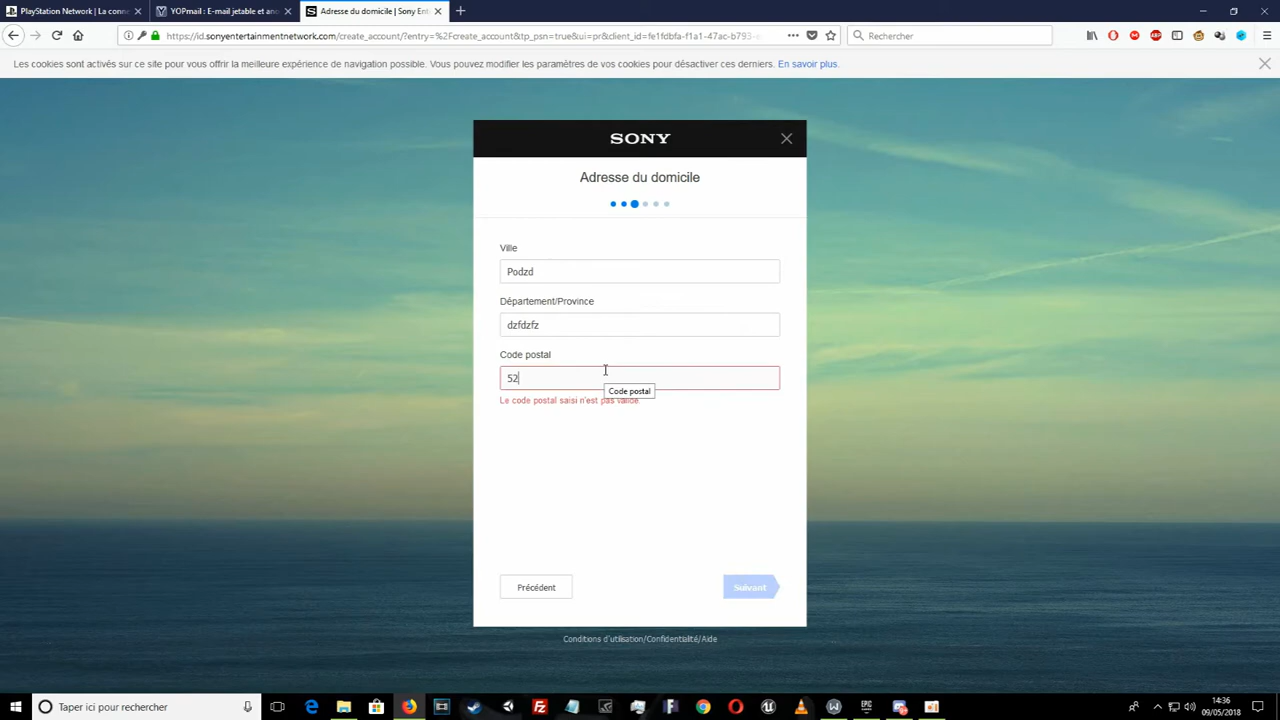 PlayStation Network | La conne
YOPmail : E-mail jetable et ano
Adresse du domicile | Sony Ent
https://id.sonyentertainmentnetwork.com/create_account/?entry=%2Fcreate_account&tp_psn=true&ui=pr&client_id=fe1fdbfa-f1a1-47ac-b793-e
Rechercher
Les cookies sont activés sur ce site pour vous offrir la meilleure expérience de navigation possible. Vous pouvez modifier les paramètres de vos cookies pour désactiver ces derniers. En savoir plus.
SONY
Adresse du domicile
Ville
Podzd
Département/Province
dzfdzfz
Code postal
52
Code postal
Le code postal saisi n'est pas valide.
Précédent
Suivant
Conditions d'utilisation/Confidentialité/Aide
Taper ici pour rechercher
14:36
09/05/2018